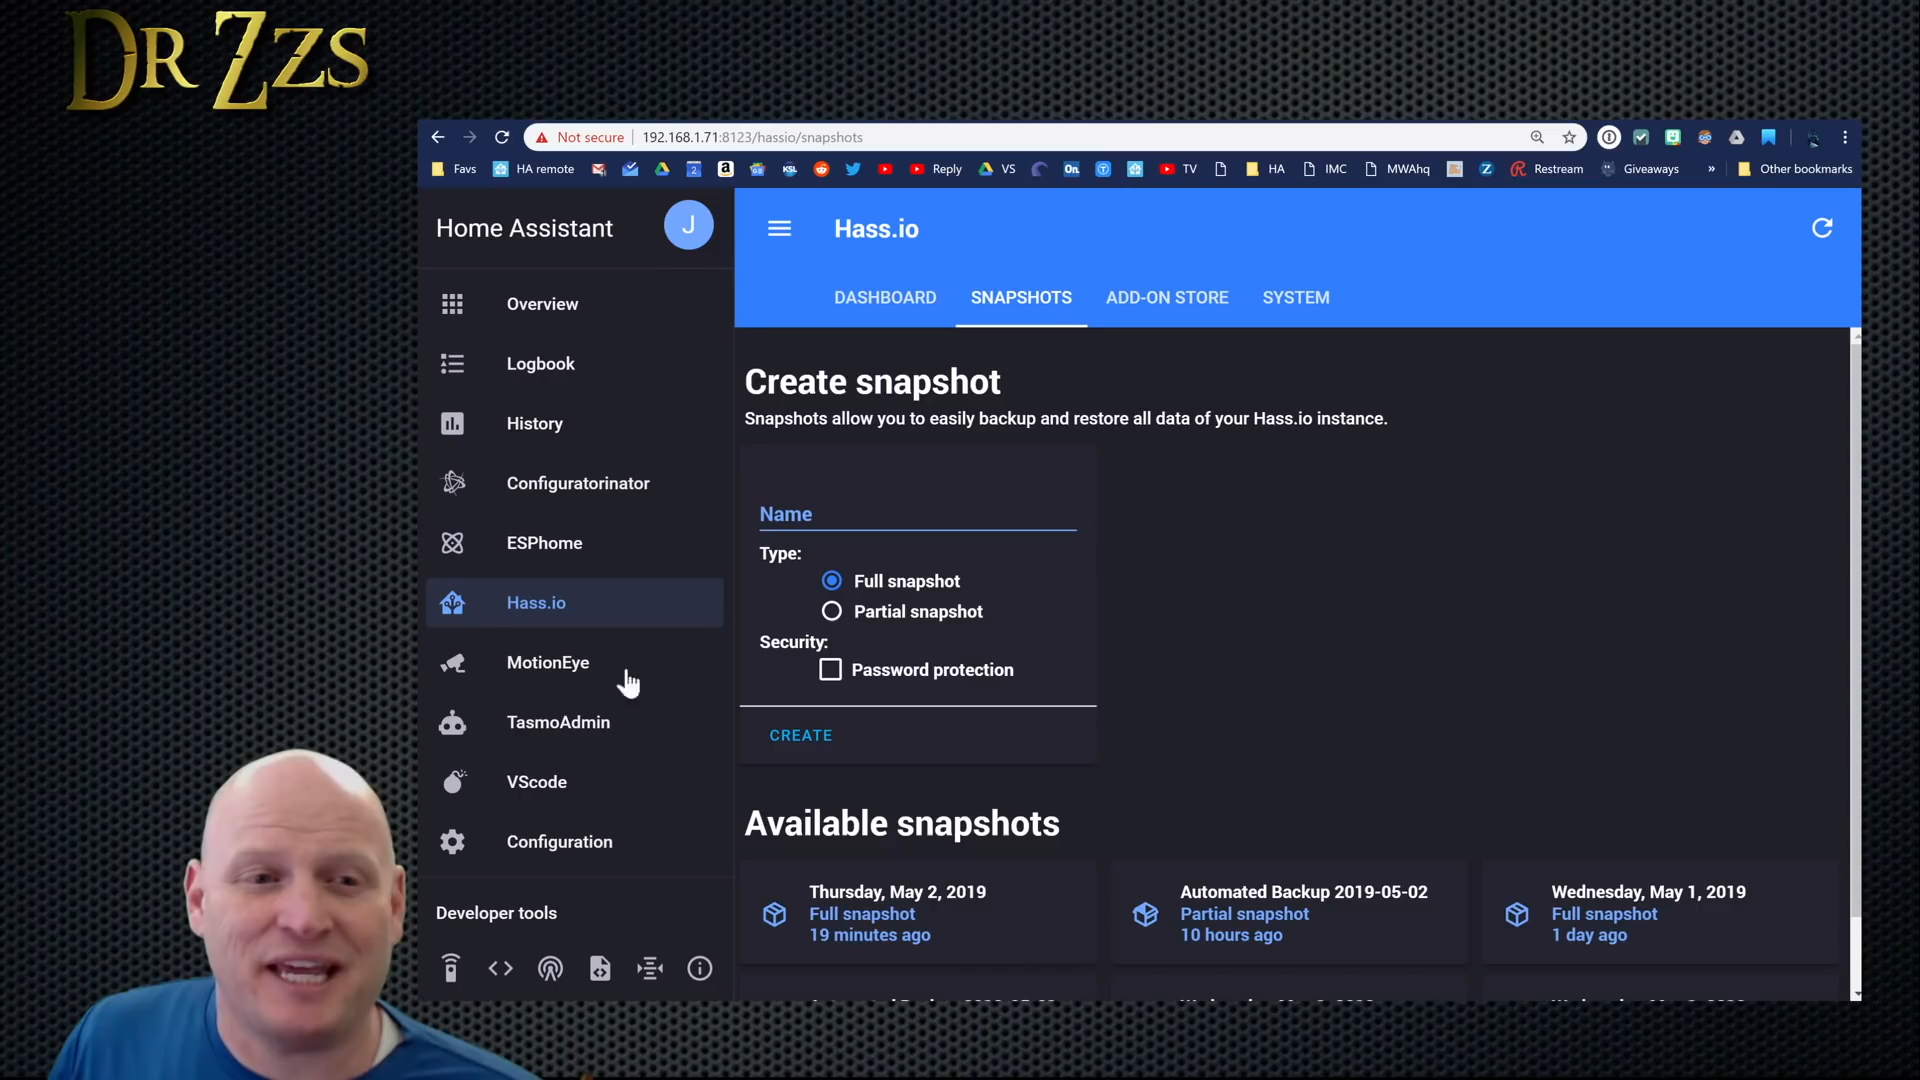 DR ZZS
Not secure 192.168.1.71:8123/hassio/snapshots
Favs HA remote Reply VS On. TV HA IMC MWAhq Restream Giveaways » Other bookmarks
Home Assistant J
Hass.io
DASHBOARD SNAPSHOTS ADD-ON STORE SYSTEM
Overview
Logbook
History
Configuratorinator
ESPhome
Hass.io
MotionEye
TasmoAdmin
VScode
Configuration
Developer tools
Create snapshot
Snapshots allow you to easily backup and restore all data of your Hass.io instance.
Name
Type:
Full snapshot
Partial snapshot
Security:
Password protection
CREATE
Available snapshots
Thursday, May 2, 2019
Full snapshot
19 minutes ago
Automated Backup 2019-05-02
Partial snapshot
10 hours ago
Wednesday, May 1, 2019
Full snapshot
1 day ago